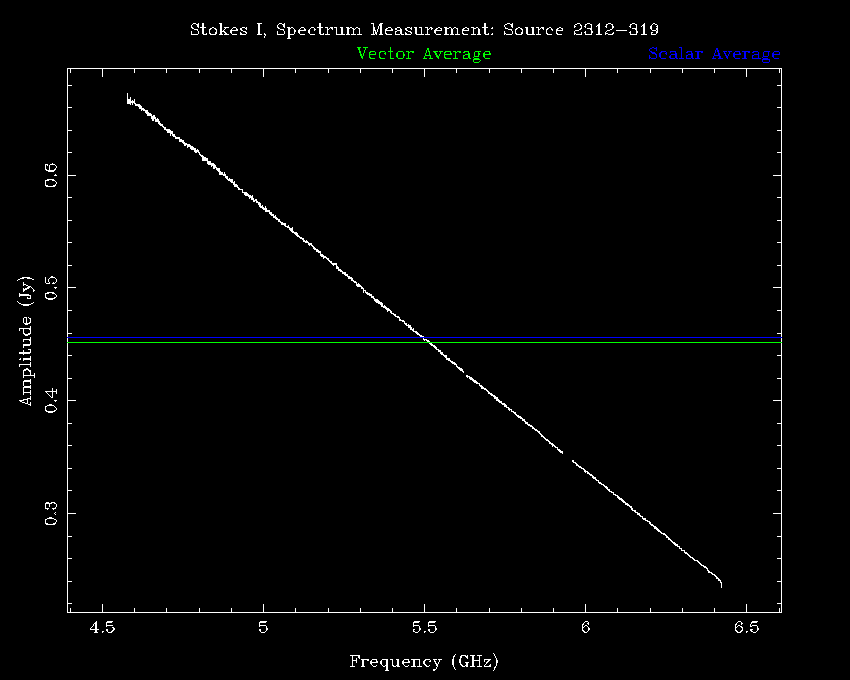 Stokes I, Spectrum Measurement: Source 2312−319
Vector Average
Scalar Average
Amplitude (Jy)
0.6
0.5
0.4
0.3
4.5
5
5.5
6
6.5
Frequency (GHz)